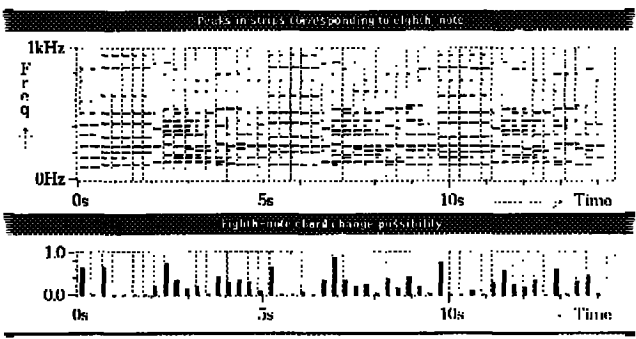 Peaks in strips corresponding to eighth-note
1kHz
Freq
↑
0Hz
0s 5s 10s → Time
Eighth-note chord change possibility
1.0
0.0
0s 5s 10s Time